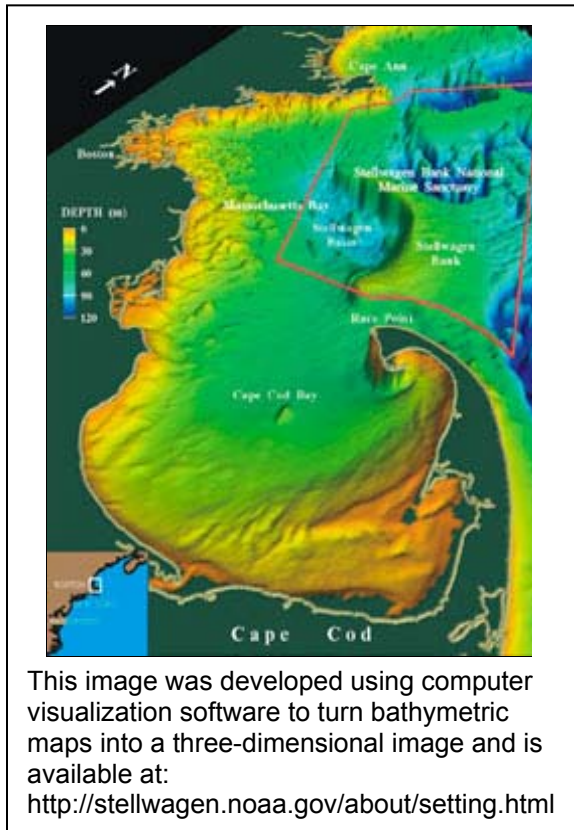 N
Cape Ann
Boston
Stellwagen Bank National
Marine Sanctuary
Massachusetts Bay
DEPTH (m)
0
30
60
90
120
Stellwagen
Basin
Stellwagen
Bank
Race Point
Cape Cod Bay
BOSTON
Cape Cod
This image was developed using computer
visualization software to turn bathymetric
maps into a three-dimensional image and is
available at:
http://stellwagen.noaa.gov/about/setting.html